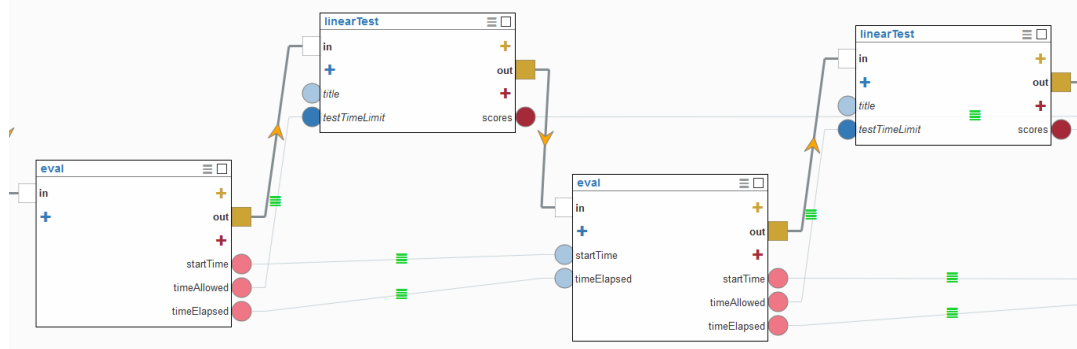 linearTest
in
out
title
testTimeLimit
scores
eval
in
out
startTime
timeAllowed
timeElapsed
eval
in
out
startTime
timeElapsed
startTime
timeAllowed
timeElapsed
linearTest
in
out
title
testTimeLimit
scores